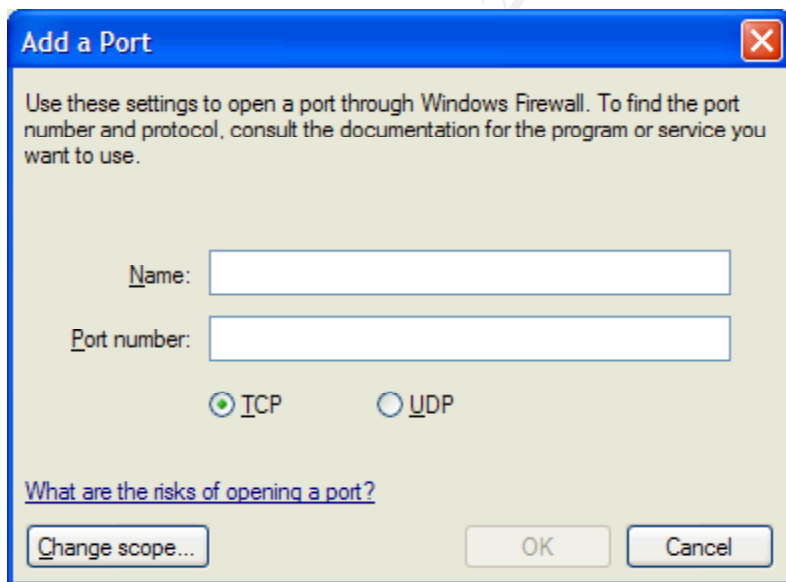 Add a Port
Use these settings to open a port through Windows Firewall. To find the port
number and protocol, consult the documentation for the program or service you
want to use.
Name:
Port number:
TCP UDP
What are the risks of opening a port?
Change scope... OK Cancel